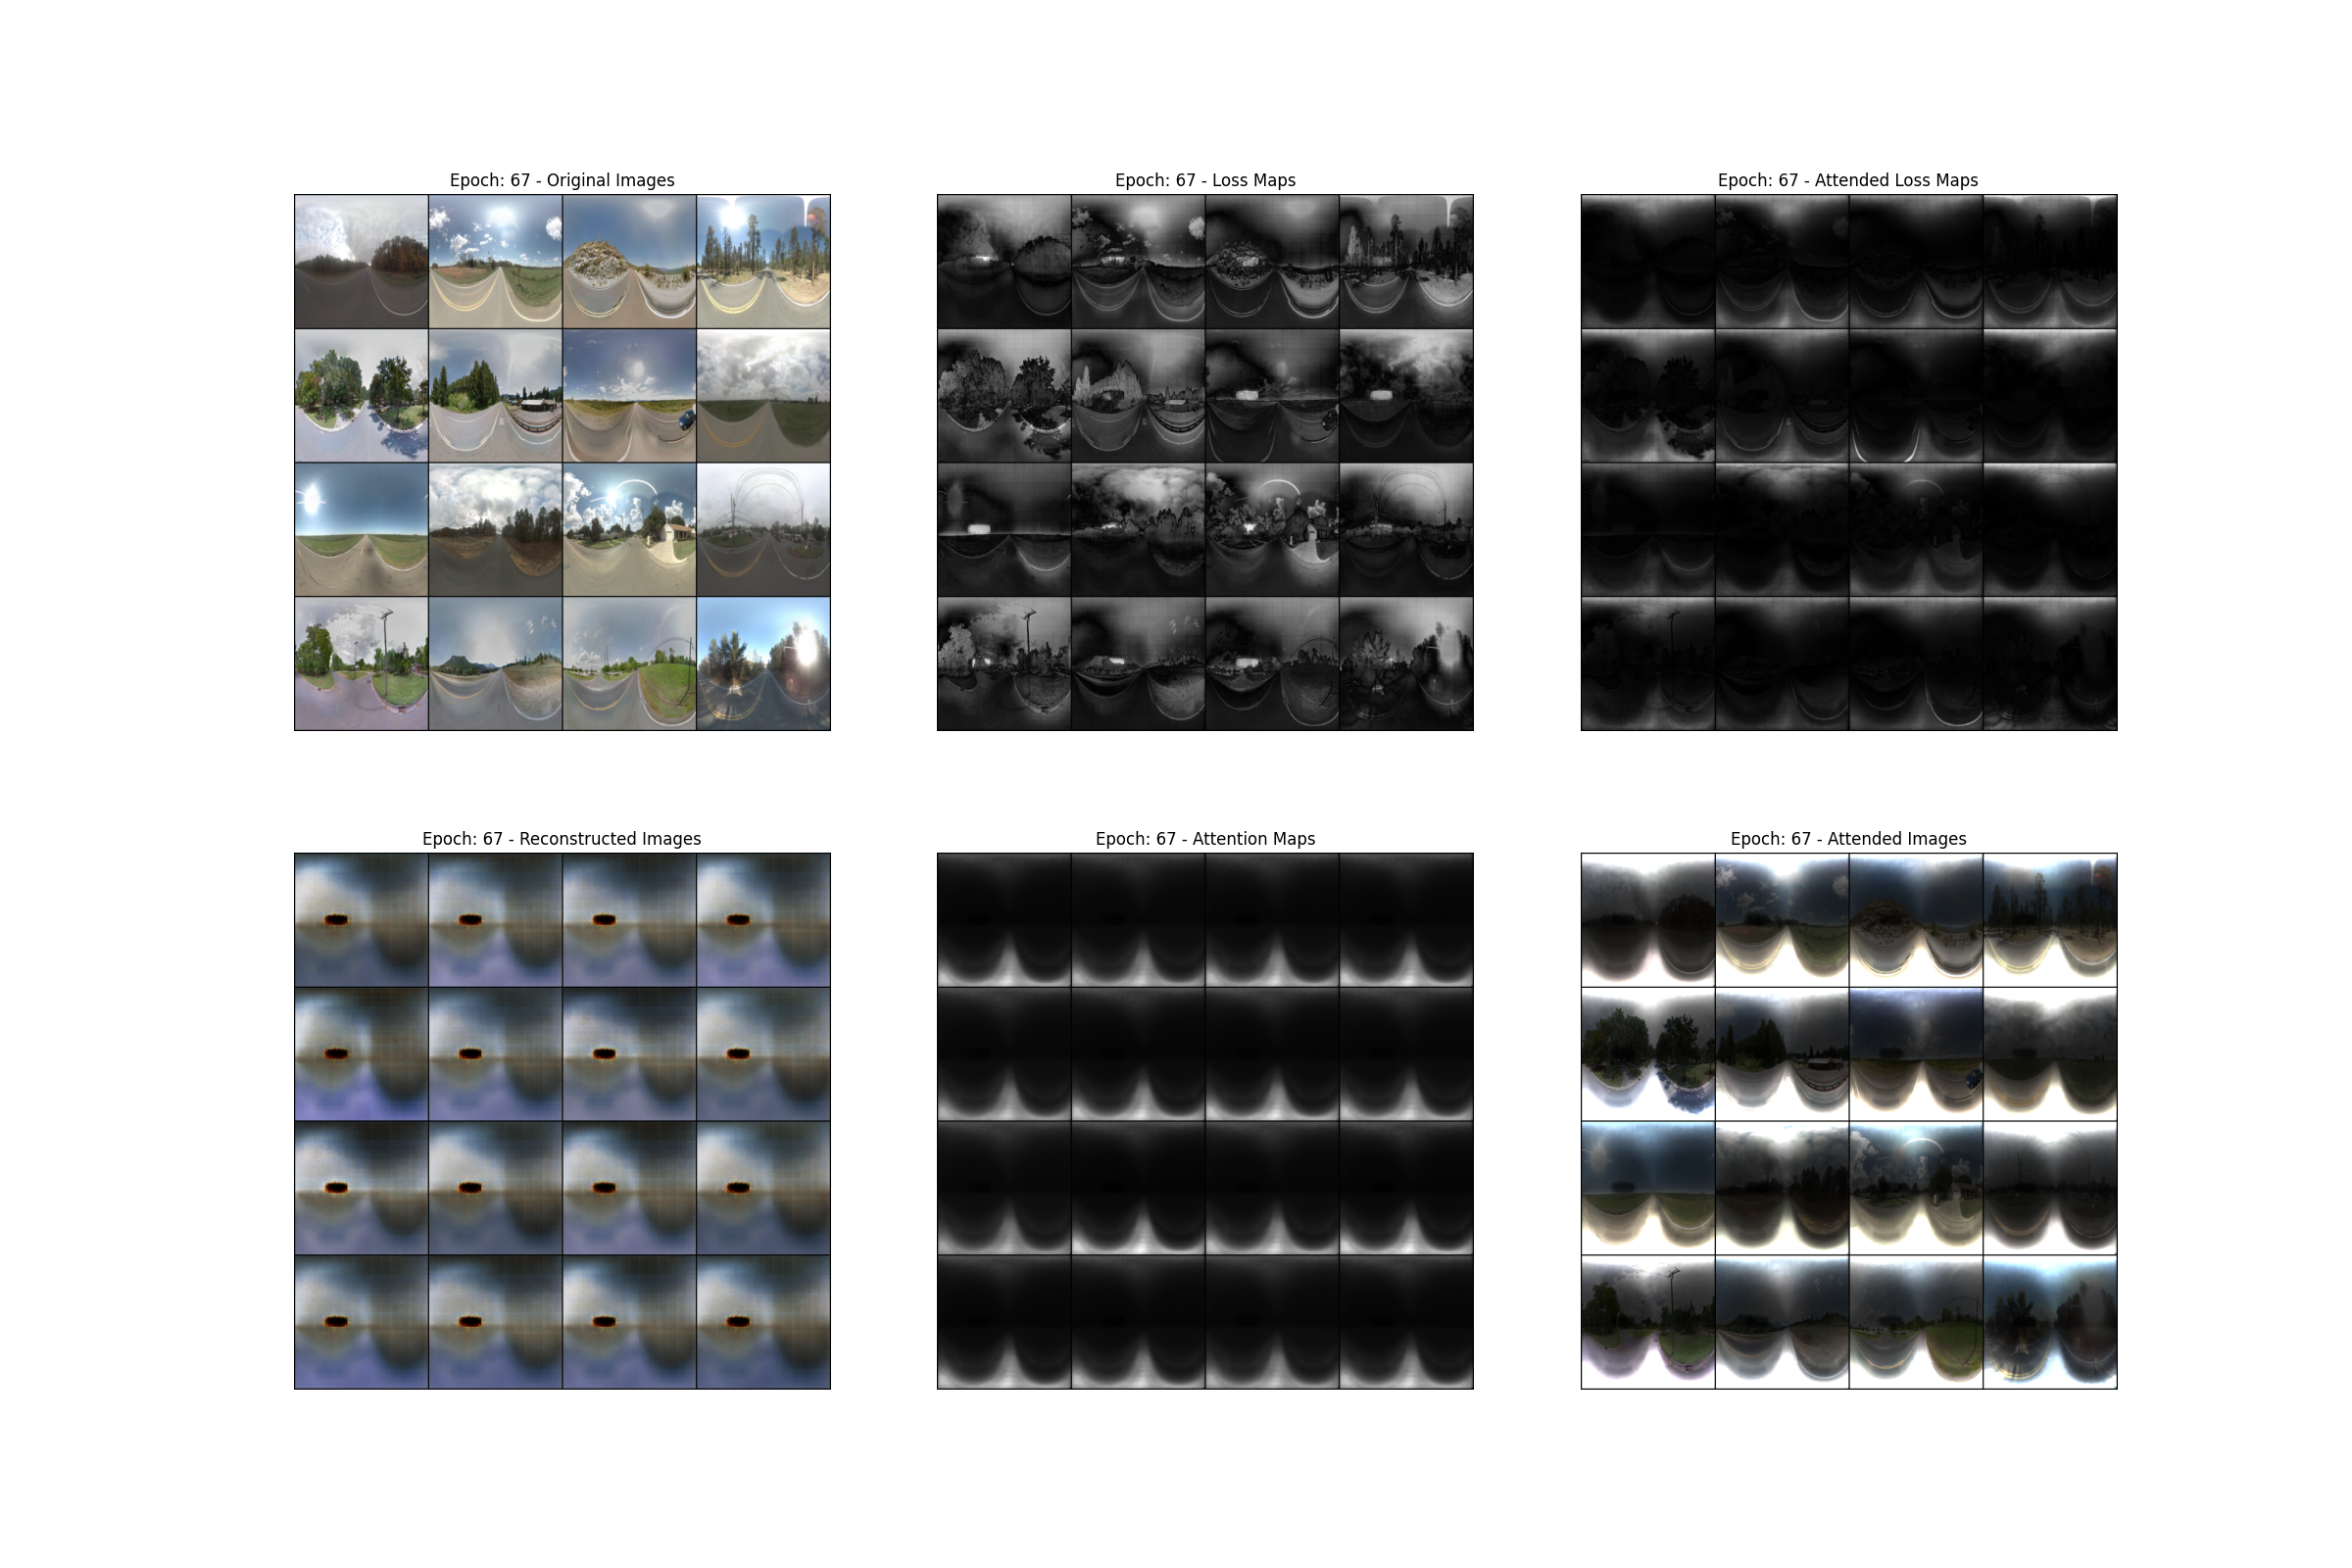 Epoch: 67 - Original Images
Epoch: 67 - Loss Maps
Epoch: 67 - Attended Loss Maps
Epoch: 67 - Reconstructed Images
Epoch: 67 - Attention Maps
Epoch: 67 - Attended Images